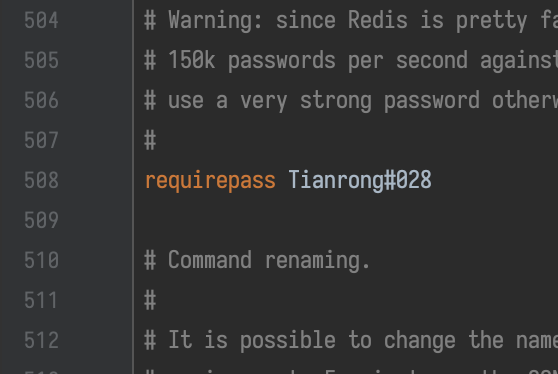 504 # Warning: since Redis is pretty fa
505 # 150k passwords per second against
506 # use a very strong password otherw
507 #
508 requirepass Tianrong#028
509
510 # Command renaming.
511 #
512 # It is possible to change the name